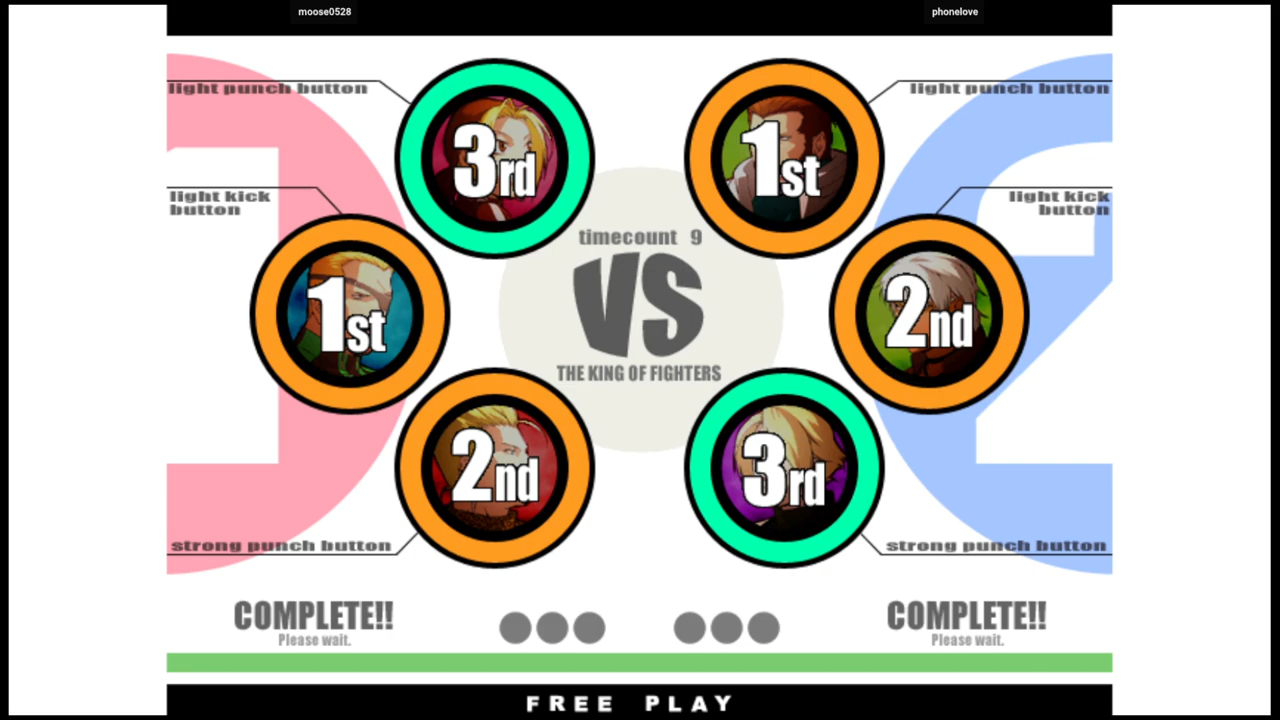 moose0528
phonelove
light punch button
light punch button
3rd
1st
light kick
button
light kick
button
timecount 9
VS
THE KING OF FIGHTERS
1st
2nd
2nd
3rd
strong punch button
strong punch button
COMPLETE!!
Please wait.
COMPLETE!!
Please wait.
FREE PLAY